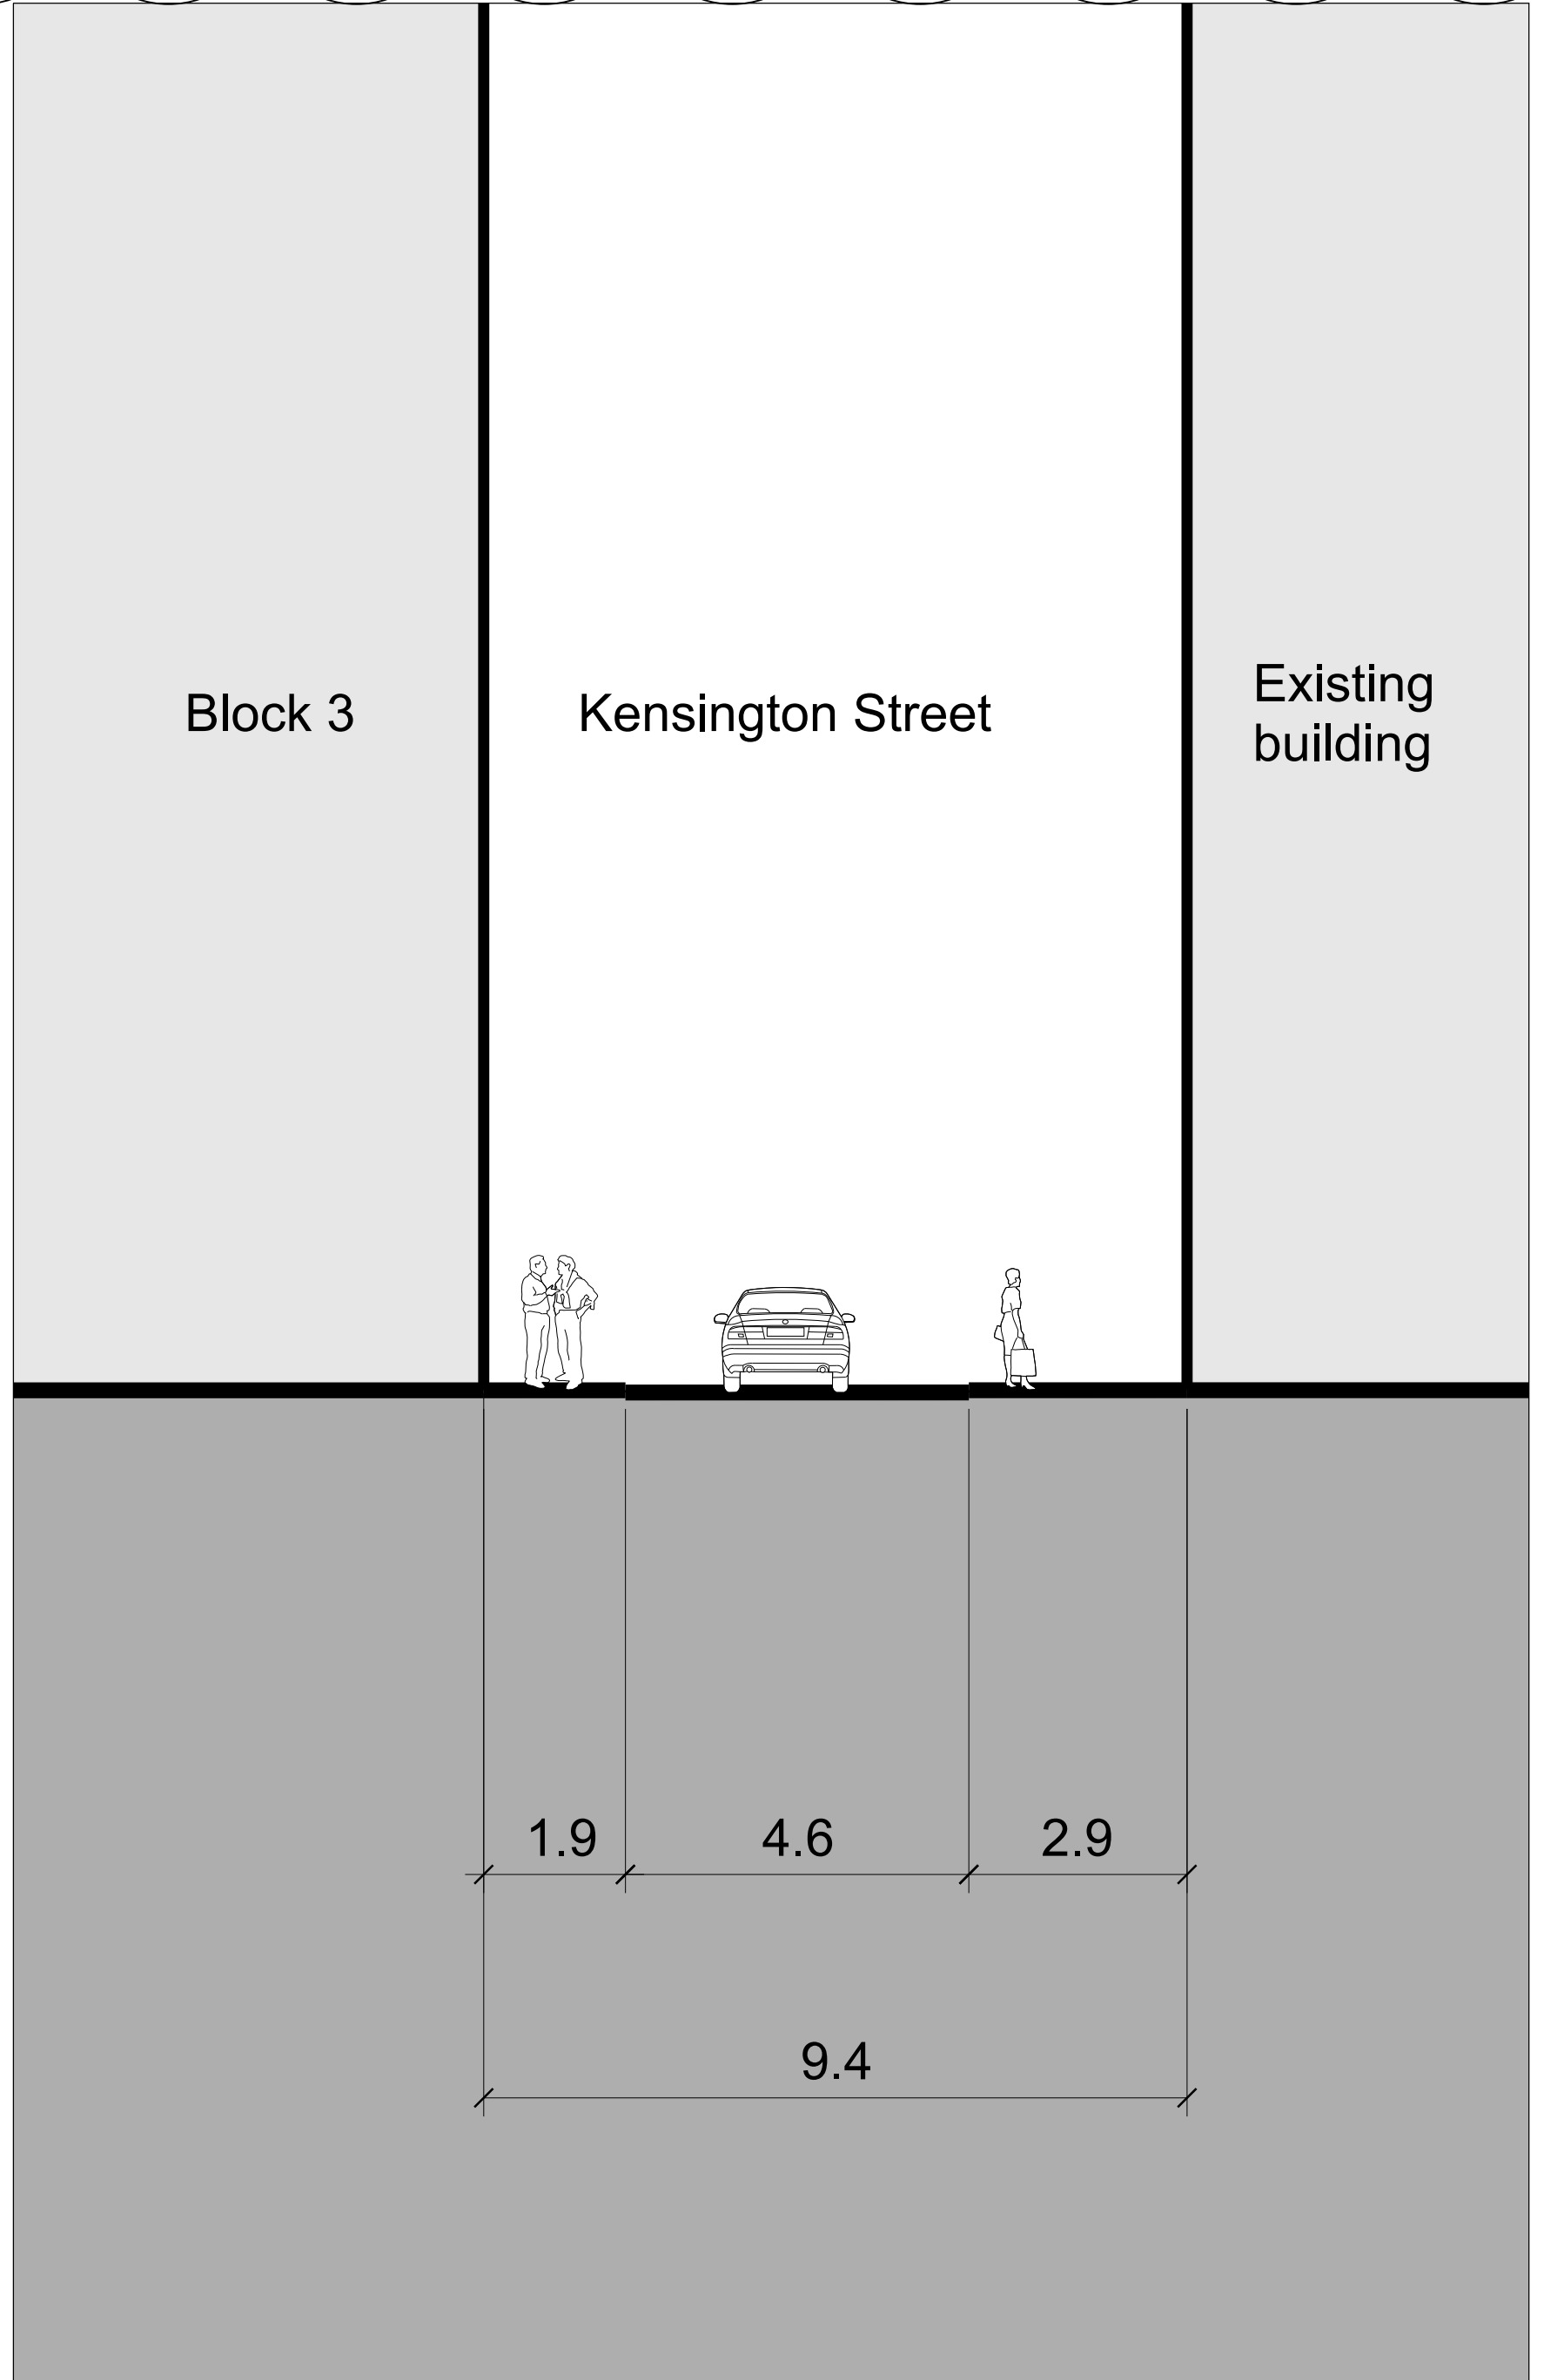 Block 3
Kensington Street
Existing
building
1.9
4.6
2.9
9.4